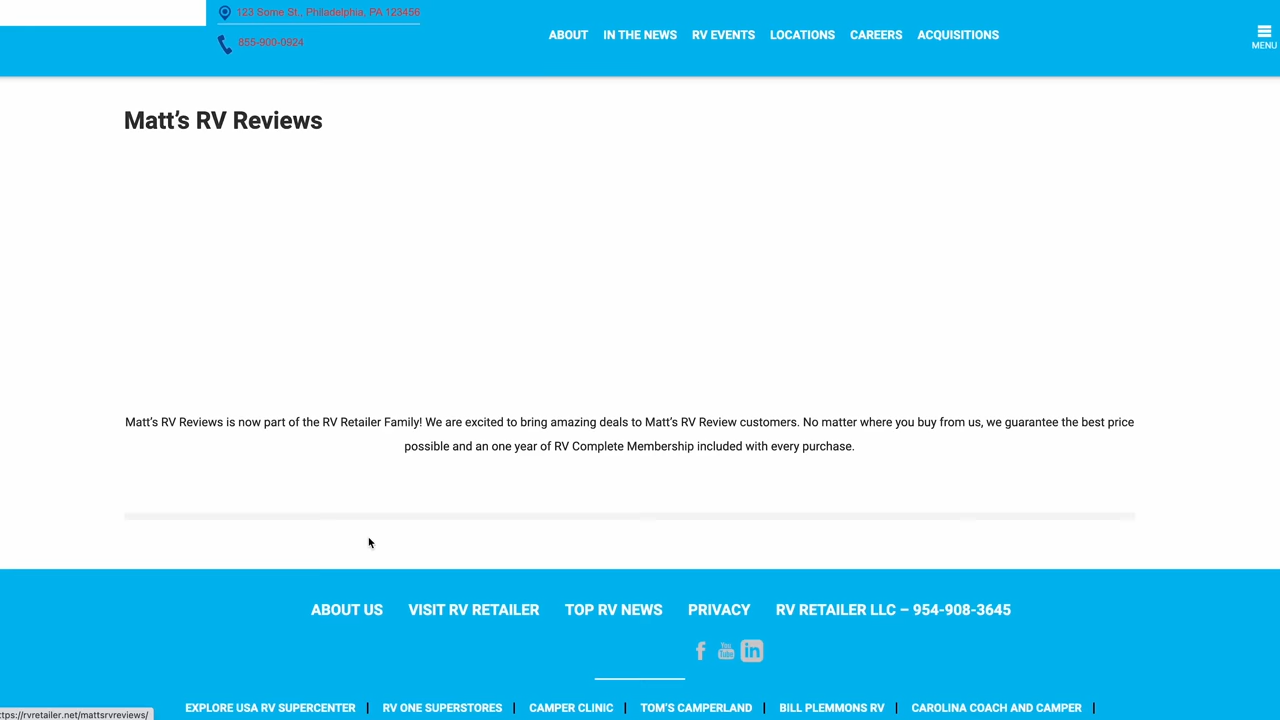 123 Some St., Philadelphia, PA 123456
855-900-0924
ABOUT IN THE NEWS RV EVENTS LOCATIONS CAREERS ACQUISITIONS
MENU
Matt’s RV Reviews
Matt’s RV Reviews is now part of the RV Retailer Family! We are excited to bring amazing deals to Matt’s RV Review customers. No matter where you buy from us, we guarantee the best price
possible and an one year of RV Complete Membership included with every purchase.
ABOUT US VISIT RV RETAILER TOP RV NEWS PRIVACY RV RETAILER LLC – 954-908-3645
f You Tube in
EXPLORE USA RV SUPERCENTER | RV ONE SUPERSTORES | CAMPER CLINIC | TOM’S CAMPERLAND | BILL PLEMMONS RV | CAROLINA COACH AND CAMPER |
ttps://rvretailer.net/mattsrvreviews/